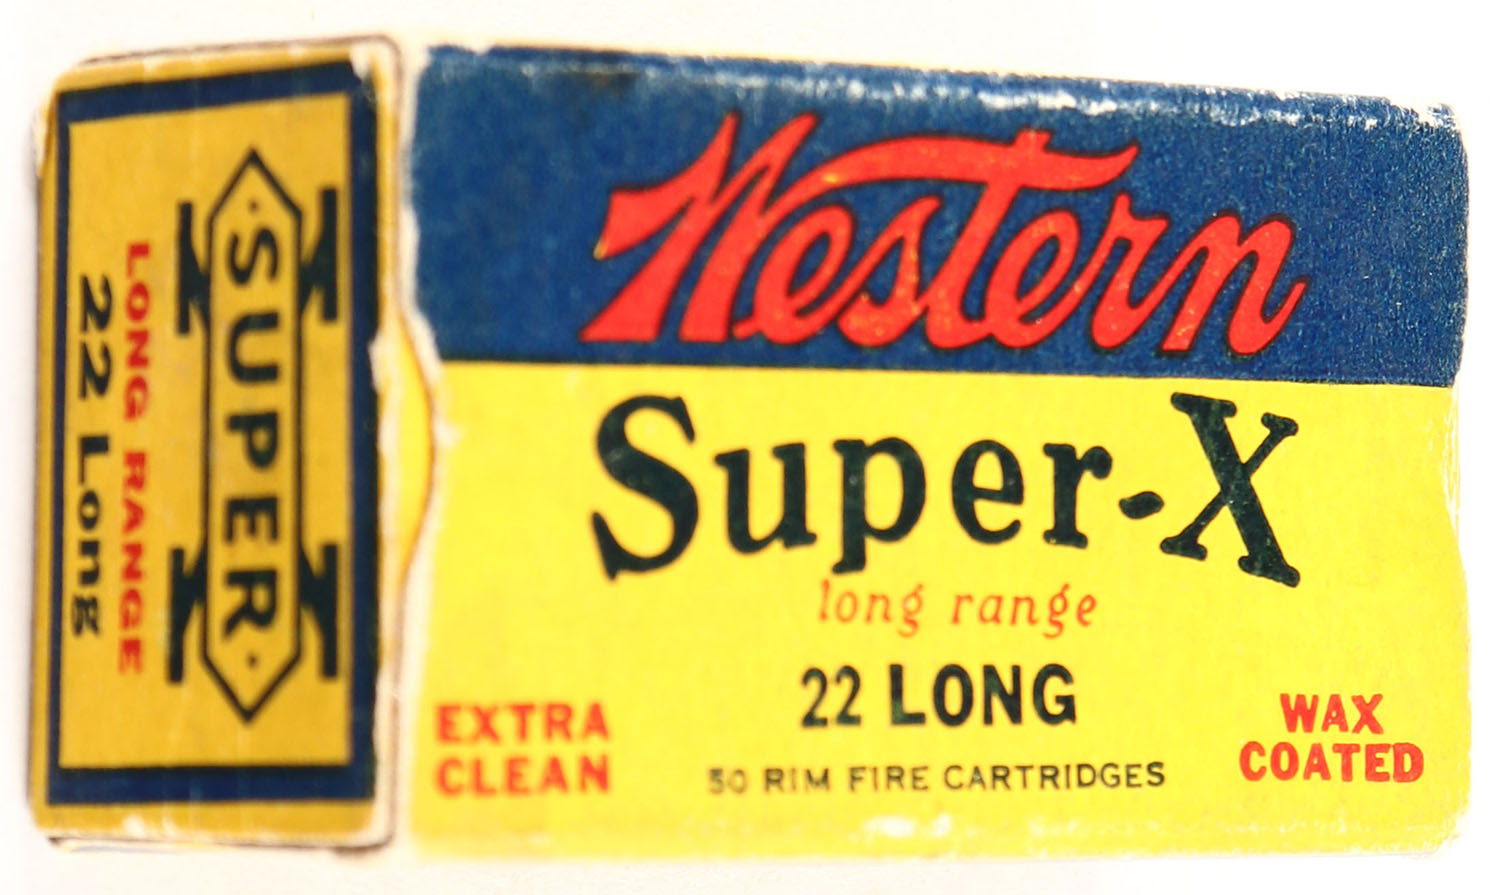 SUPER
X X
LONG RANGE
22 Long
Western
Super-X
long range
22 LONG
EXTRA
CLEAN
50 RIM FIRE CARTRIDGES
WAX
COATED